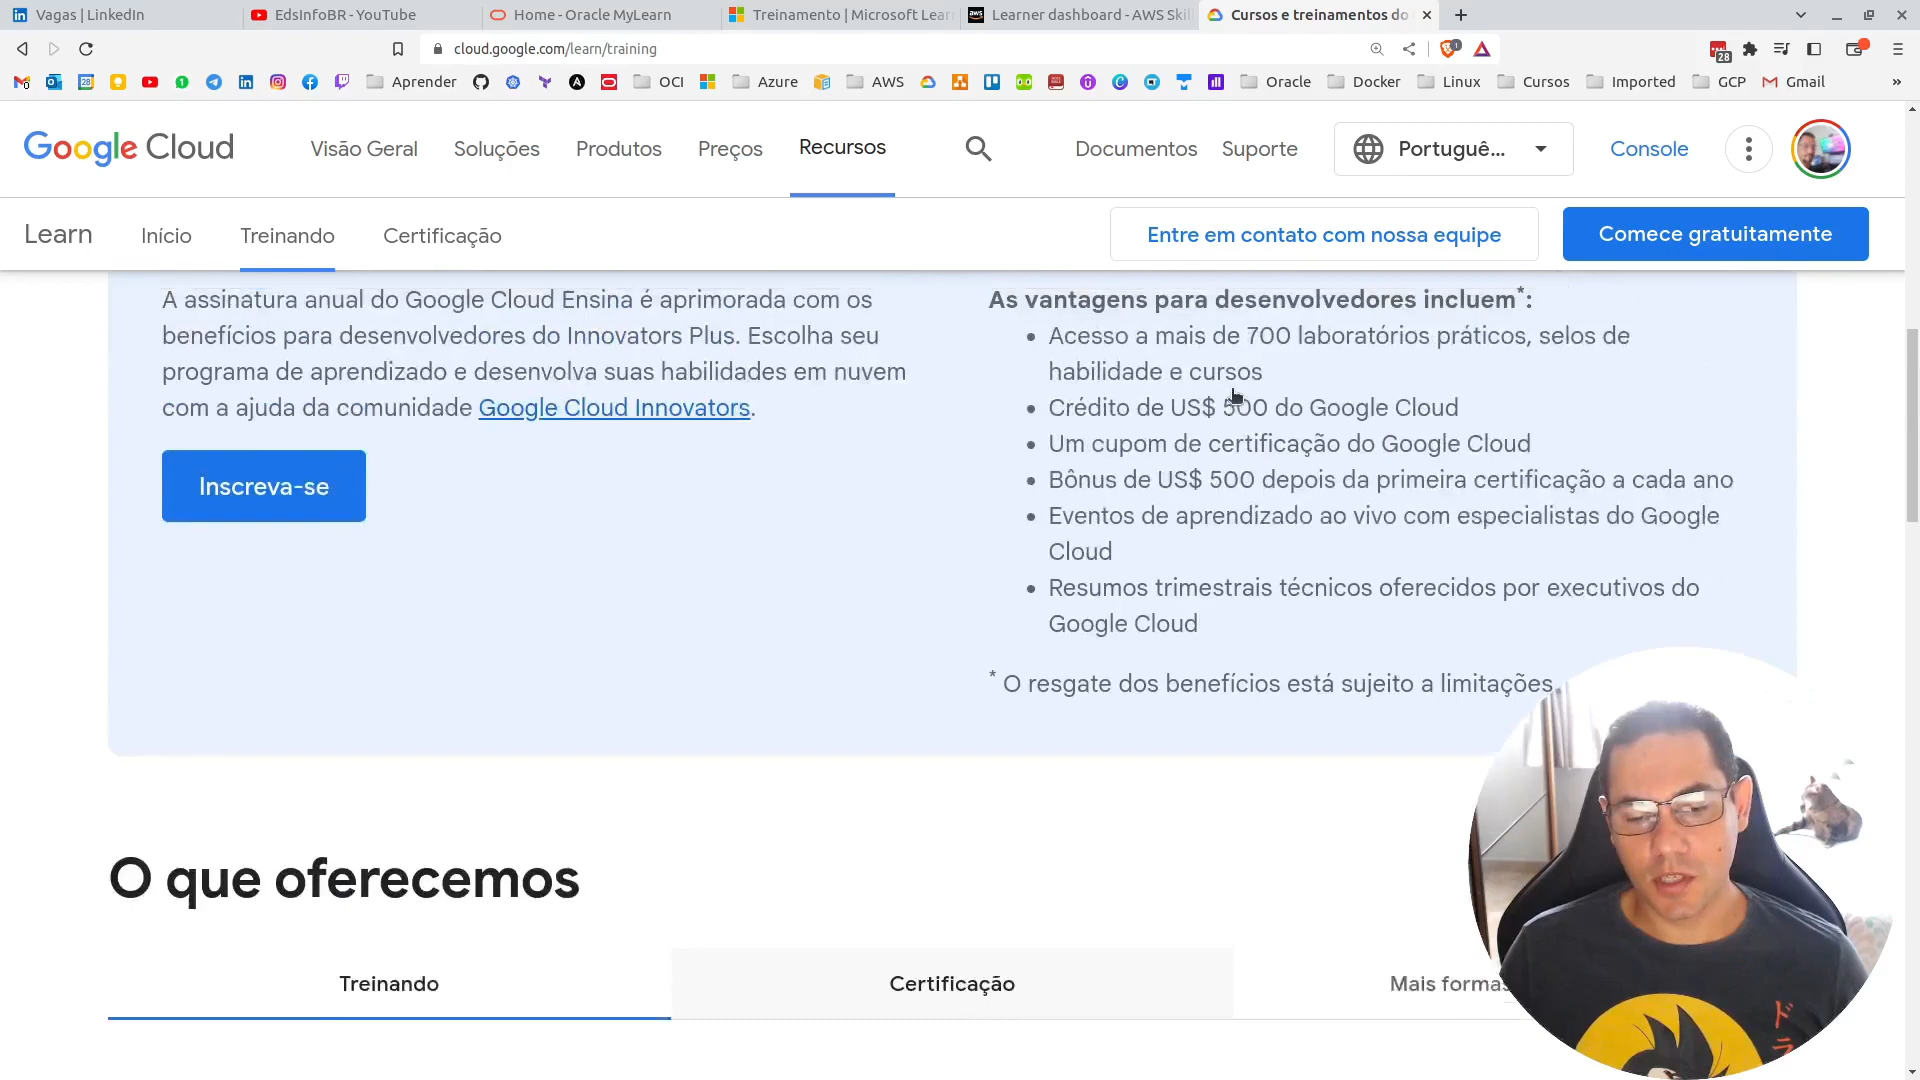 Vagas | LinkedIn
EdsInfoBR - YouTube
Home - Oracle MyLearn
Treinamento | Microsoft Lear
Learner dashboard - AWS Skil
Cursos e treinamentos do
cloud.google.com/learn/training
28
Aprender
OCI
Azure
AWS
Oracle
Docker
Linux
Cursos
Imported
GCP
Gmail
»
Google Cloud
Visão Geral
Soluções
Produtos
Preços
Recursos
Documentos
Suporte
Portuguê...
Console
Learn
Início
Treinando
Certificação
Entre em contato com nossa equipe
Comece gratuitamente
A assinatura anual do Google Cloud Ensina é aprimorada com os
benefícios para desenvolvedores do Innovators Plus. Escolha seu
programa de aprendizado e desenvolva suas habilidades em nuvem
com a ajuda da comunidade Google Cloud Innovators.
Inscreva-se
As vantagens para desenvolvedores incluem*:
• Acesso a mais de 700 laboratórios práticos, selos de
habilidade e cursos
• Crédito de US$ 500 do Google Cloud
• Um cupom de certificação do Google Cloud
• Bônus de US$ 500 depois da primeira certificação a cada ano
• Eventos de aprendizado ao vivo com especialistas do Google
Cloud
• Resumos trimestrais técnicos oferecidos por executivos do
Google Cloud
* O resgate dos benefícios está sujeito a limitações
O que oferecemos
Treinando
Certificação
Mais formas